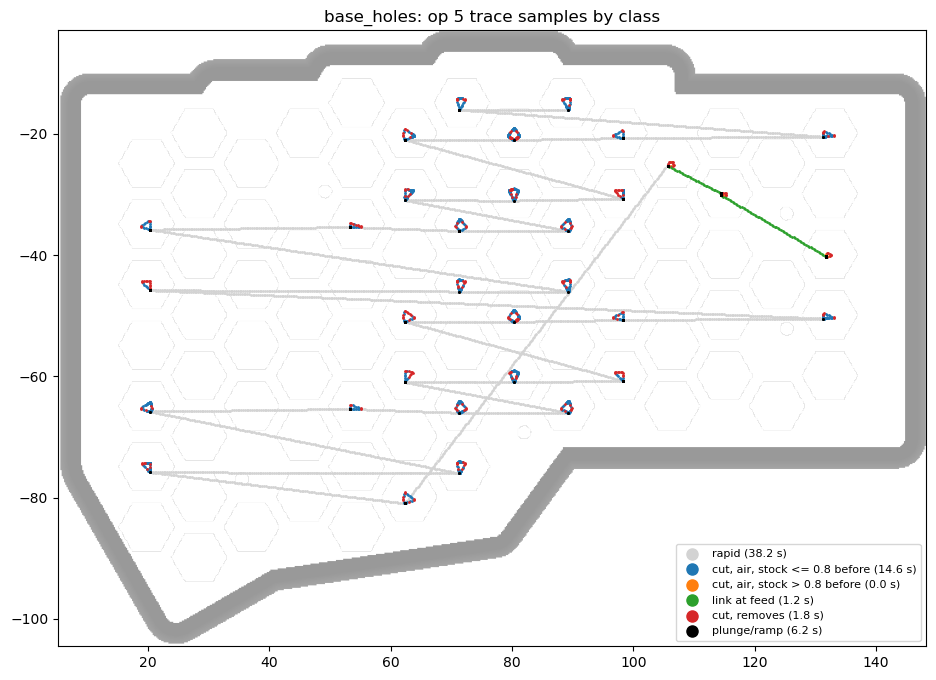 base_holes: op 5 trace samples by class
−20
−40
−60
−80
−100
20
40
60
80
100
120
140
rapid (38.2 s)
cut, air, stock <= 0.8 before (14.6 s)
cut, air, stock > 0.8 before (0.0 s)
link at feed (1.2 s)
cut, removes (1.8 s)
plunge/ramp (6.2 s)